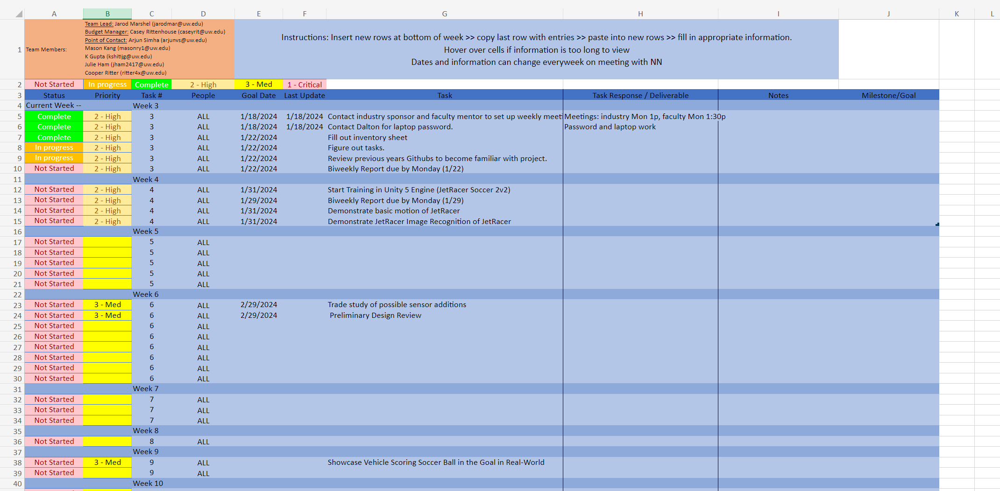 A B C D E F G H I J K L
1 Team Members:
Team Lead: Jarod Marshel (jarodmar@uw.edu)
Budget Manager: Casey Rittenhouse (caseyrit@uw.edu)
Point of Contact: Arjun Simha (arjunvs@uw.edu)
Mason Kang (masonry1@uw.edu)
K Gupta (kshitijg@uw.edu)
Julie Ham (jham2417@uw.edu)
Cooper Ritter (ritter4x@uw.edu)
Instructions: Insert new rows at bottom of week >> copy last row with entries >> paste into new rows >> fill in appropriate information.
Hover over cells if information is too long to view
Dates and information can change everyweek on meeting with NN
2 Not Started In progress Complete 2 - High 3 - Med 1 - Critical
3 Status Priority Task # People Goal Date Last Update Task Task Response / Deliverable Notes Milestone/Goal
4 Current Week -- Week 3
5 Complete 2 - High 3 ALL 1/18/2024 1/18/2024 Contact industry sponsor and faculty mentor to set up weekly meeti Meetings: industry Mon 1p, faculty Mon 1:30p
6 Complete 2 - High 3 ALL 1/18/2024 1/18/2024 Contact Dalton for laptop password. Password and laptop work
7 Complete 2 - High 3 ALL 1/22/2024 Fill out inventory sheet
8 In progress 2 - High 3 ALL 1/22/2024 Figure out tasks.
9 In progress 2 - High 3 ALL 1/22/2024 Review previous years Githubs to become familiar with project.
10 Not Started 2 - High 3 ALL 1/22/2024 Biweekly Report due by Monday (1/22)
11 Week 4
12 Not Started 2 - High 4 ALL 1/31/2024 Start Training in Unity 5 Engine (JetRacer Soccer 2v2)
13 Not Started 2 - High 4 ALL 1/29/2024 Biweekly Report due by Monday (1/29)
14 Not Started 2 - High 4 ALL 1/31/2024 Demonstrate basic motion of JetRacer
15 Not Started 2 - High 4 ALL 1/31/2024 Demonstrate JetRacer Image Recognition of JetRacer
16 Week 5
17 Not Started 5 ALL
18 Not Started 5 ALL
19 Not Started 5 ALL
20 Not Started 5 ALL
21 Not Started 5 ALL
22 Week 6
23 Not Started 3 - Med 6 ALL 2/29/2024 Trade study of possible sensor additions
24 Not Started 3 - Med 6 ALL 2/29/2024 Preliminary Design Review
25 Not Started 6 ALL
26 Not Started 6 ALL
27 Not Started 6 ALL
28 Not Started 6 ALL
29 Not Started 6 ALL
30 Not Started 6 ALL
31 Week 7
32 Not Started 7 ALL
33 Not Started 7 ALL
34 Not Started 7 ALL
35 Week 8
36 Not Started 8 ALL
37 Week 9
38 Not Started 3 - Med 9 ALL Showcase Vehicle Scoring Soccer Ball in the Goal in Real-World
39 Not Started 9 ALL
40 Week 10